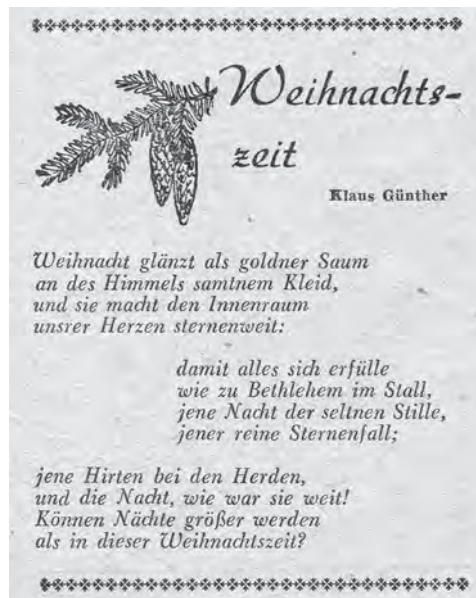 Weihnachts-
zeit
Klaus Günther
Weihnacht glänzt als goldner Saum
an des Himmels samtnem Kleid,
und sie macht den Innenraum
unsrer Herzen sternenweit:
damit alles sich erfülle
wie zu Bethlehem im Stall,
jene Nacht der seltnen Stille,
jener reine Sternenfall;
jene Hirten bei den Herden,
und die Nacht, wie war sie weit!
Können Nächte größer werden
als in dieser Weihnachtszeit?